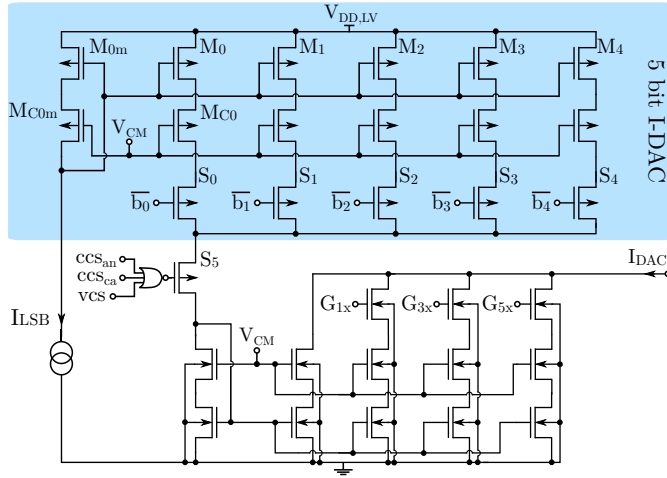 V_DD,LV
M_0m M_0 M_1 M_2 M_3 M_4
M_C0m V_CM M_C0
S_0 S_1 S_2 S_3 S_4
b̅_0 b̅_1 b̅_2 b̅_3 b̅_4
5 bit I-DAC
ccs_an
ccs_ca
vcs
S_5
I_DAC
I_LSB
V_CM
G_1x G_3x G_5x